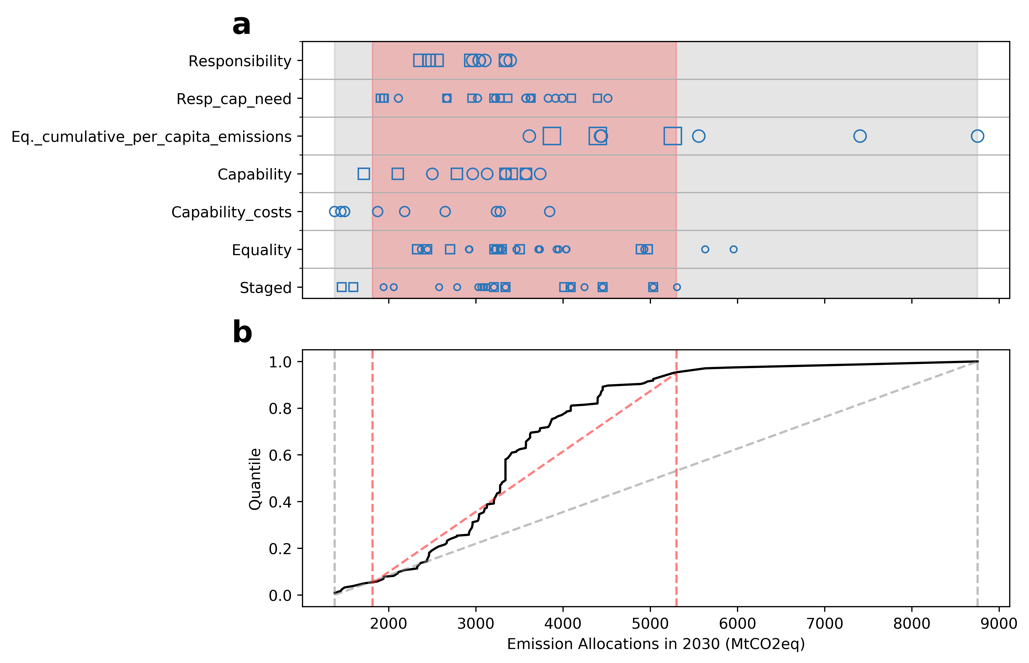 a
Responsibility
Resp_cap_need
Eq._cumulative_per_capita_emissions
Capability
Capability_costs
Equality
Staged
b
1.0
0.8
0.6
0.4
0.2
0.0
Quantile
2000 3000 4000 5000 6000 7000 8000 9000
Emission Allocations in 2030 (MtCO2eq)